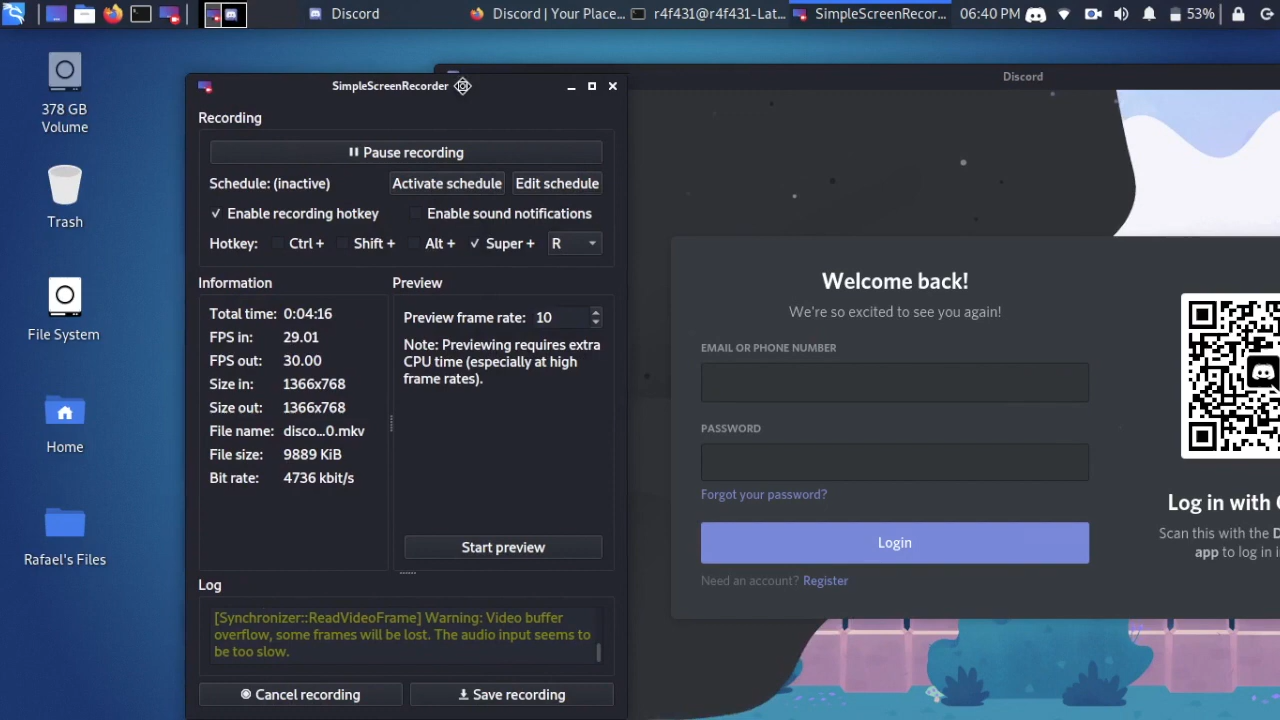 Discord
Discord | Your Place...
r4f431@r4f431-Lat...
SimpleScreenRecor...
06:40 PM
53%
378 GB
Volume
Trash
File System
Home
Rafael's Files
SimpleScreenRecorder
Recording
Pause recording
Schedule: (inactive)
Activate schedule
Edit schedule
Enable recording hotkey
Enable sound notifications
Hotkey:
Ctrl +
Shift +
Alt +
Super +
R
Information
Total time: 0:04:16
FPS in: 29.01
FPS out: 30.00
Size in: 1366x768
Size out: 1366x768
File name: disco...0.mkv
File size: 9889 KiB
Bit rate: 4736 kbit/s
Preview
Preview frame rate: 10
Note: Previewing requires extra
CPU time (especially at high
frame rates).
Start preview
Log
[Synchronizer::ReadVideoFrame] Warning: Video buffer
overflow, some frames will be lost. The audio input seems to
be too slow.
Cancel recording
Save recording
Discord
Welcome back!
We're so excited to see you again!
EMAIL OR PHONE NUMBER
PASSWORD
Forgot your password?
Login
Need an account? Register
Log in with
Scan this with the
app to log in